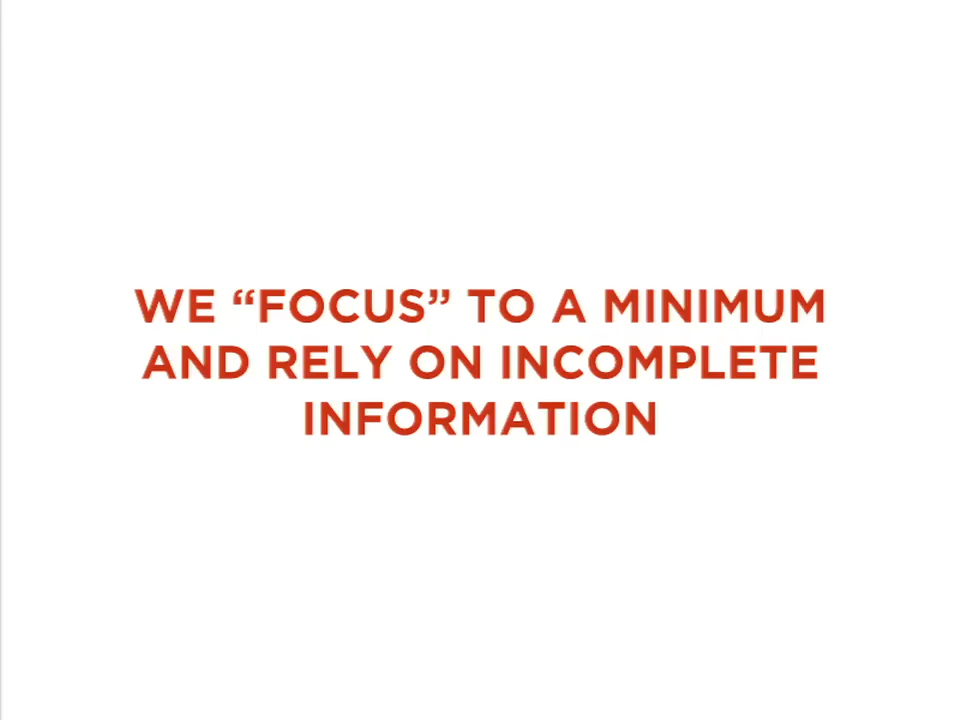 WE “FOCUS” TO A MINIMUM
AND RELY ON INCOMPLETE
INFORMATION